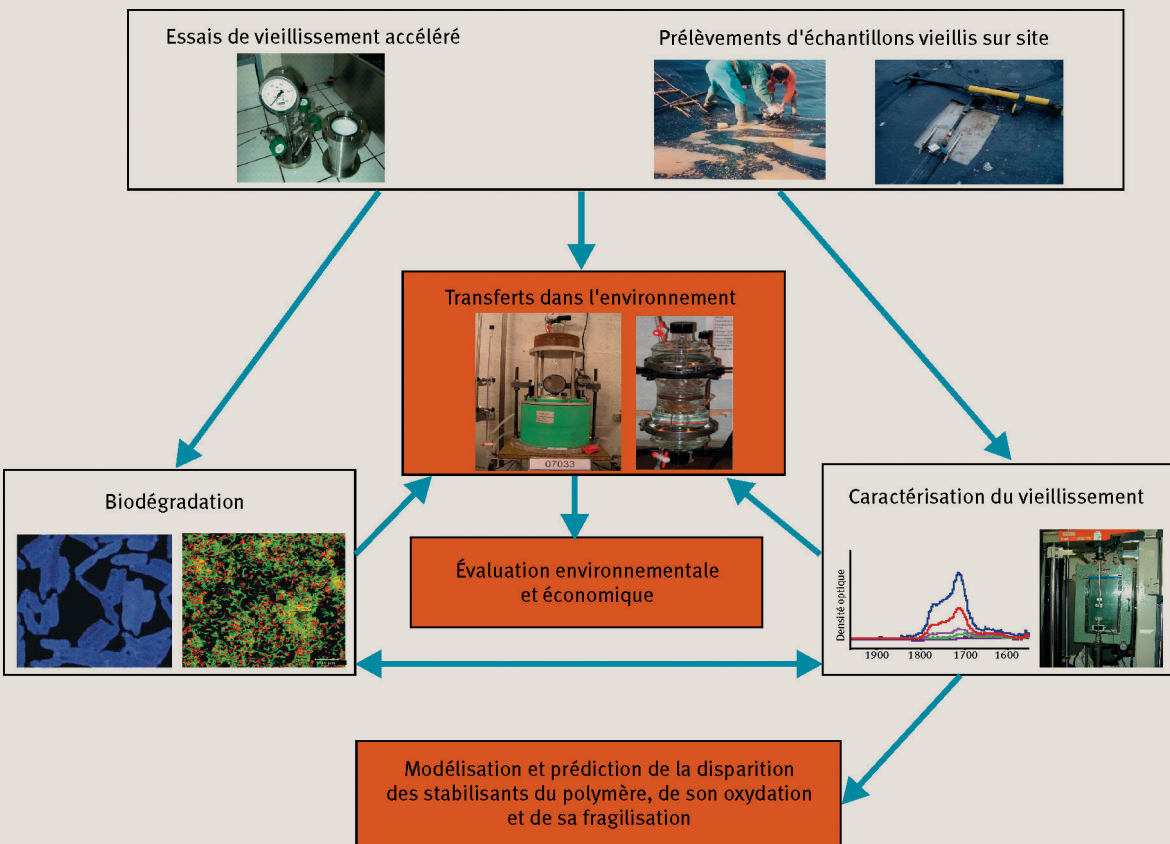 Essais de vieillissement accéléré
Prélèvements d'échantillons vieillis sur site
Transferts dans l'environnement
07033
Biodégradation
Caractérisation du vieillissement
Évaluation environnementale
et économique
Densité optique
1900 1800 1700 1600
Modélisation et prédiction de la disparition
des stabilisants du polymère, de son oxydation
et de sa fragilisation